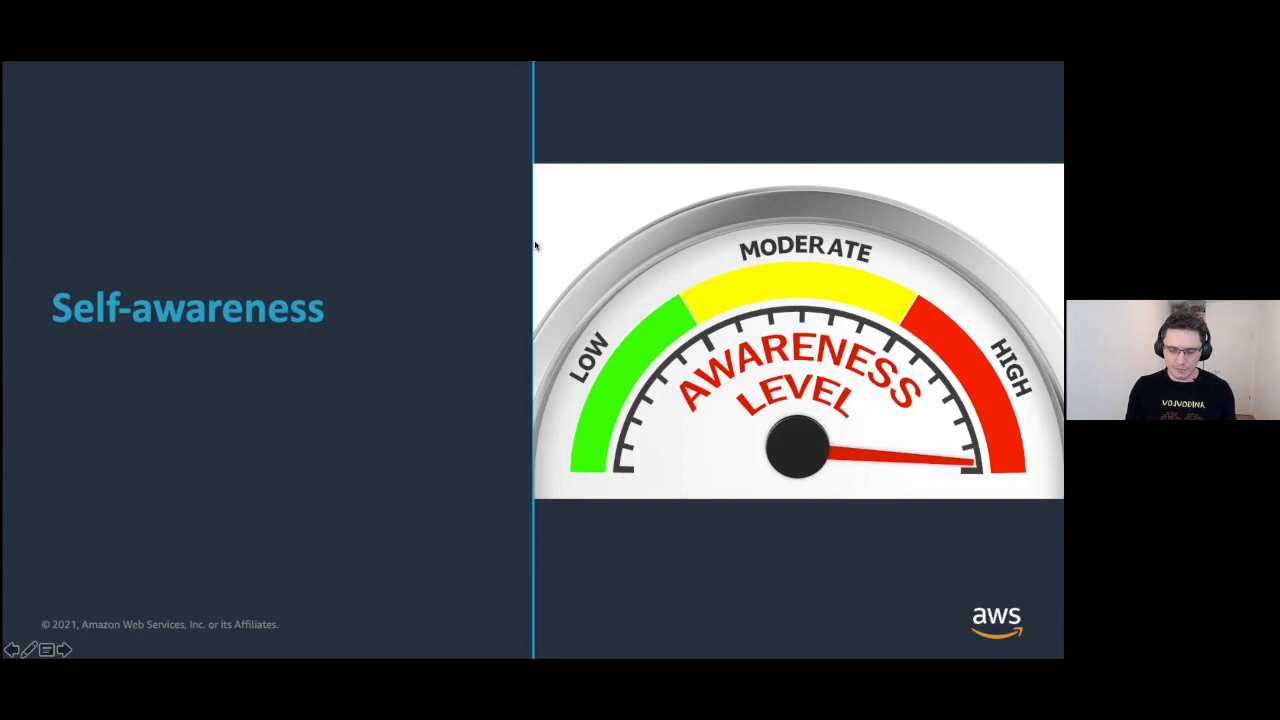 Self-awareness
MODERATE
LOW
HIGH
AWARENESS
LEVEL
© 2021, Amazon Web Services, Inc. or its Affiliates.
aws
VOJVODINA